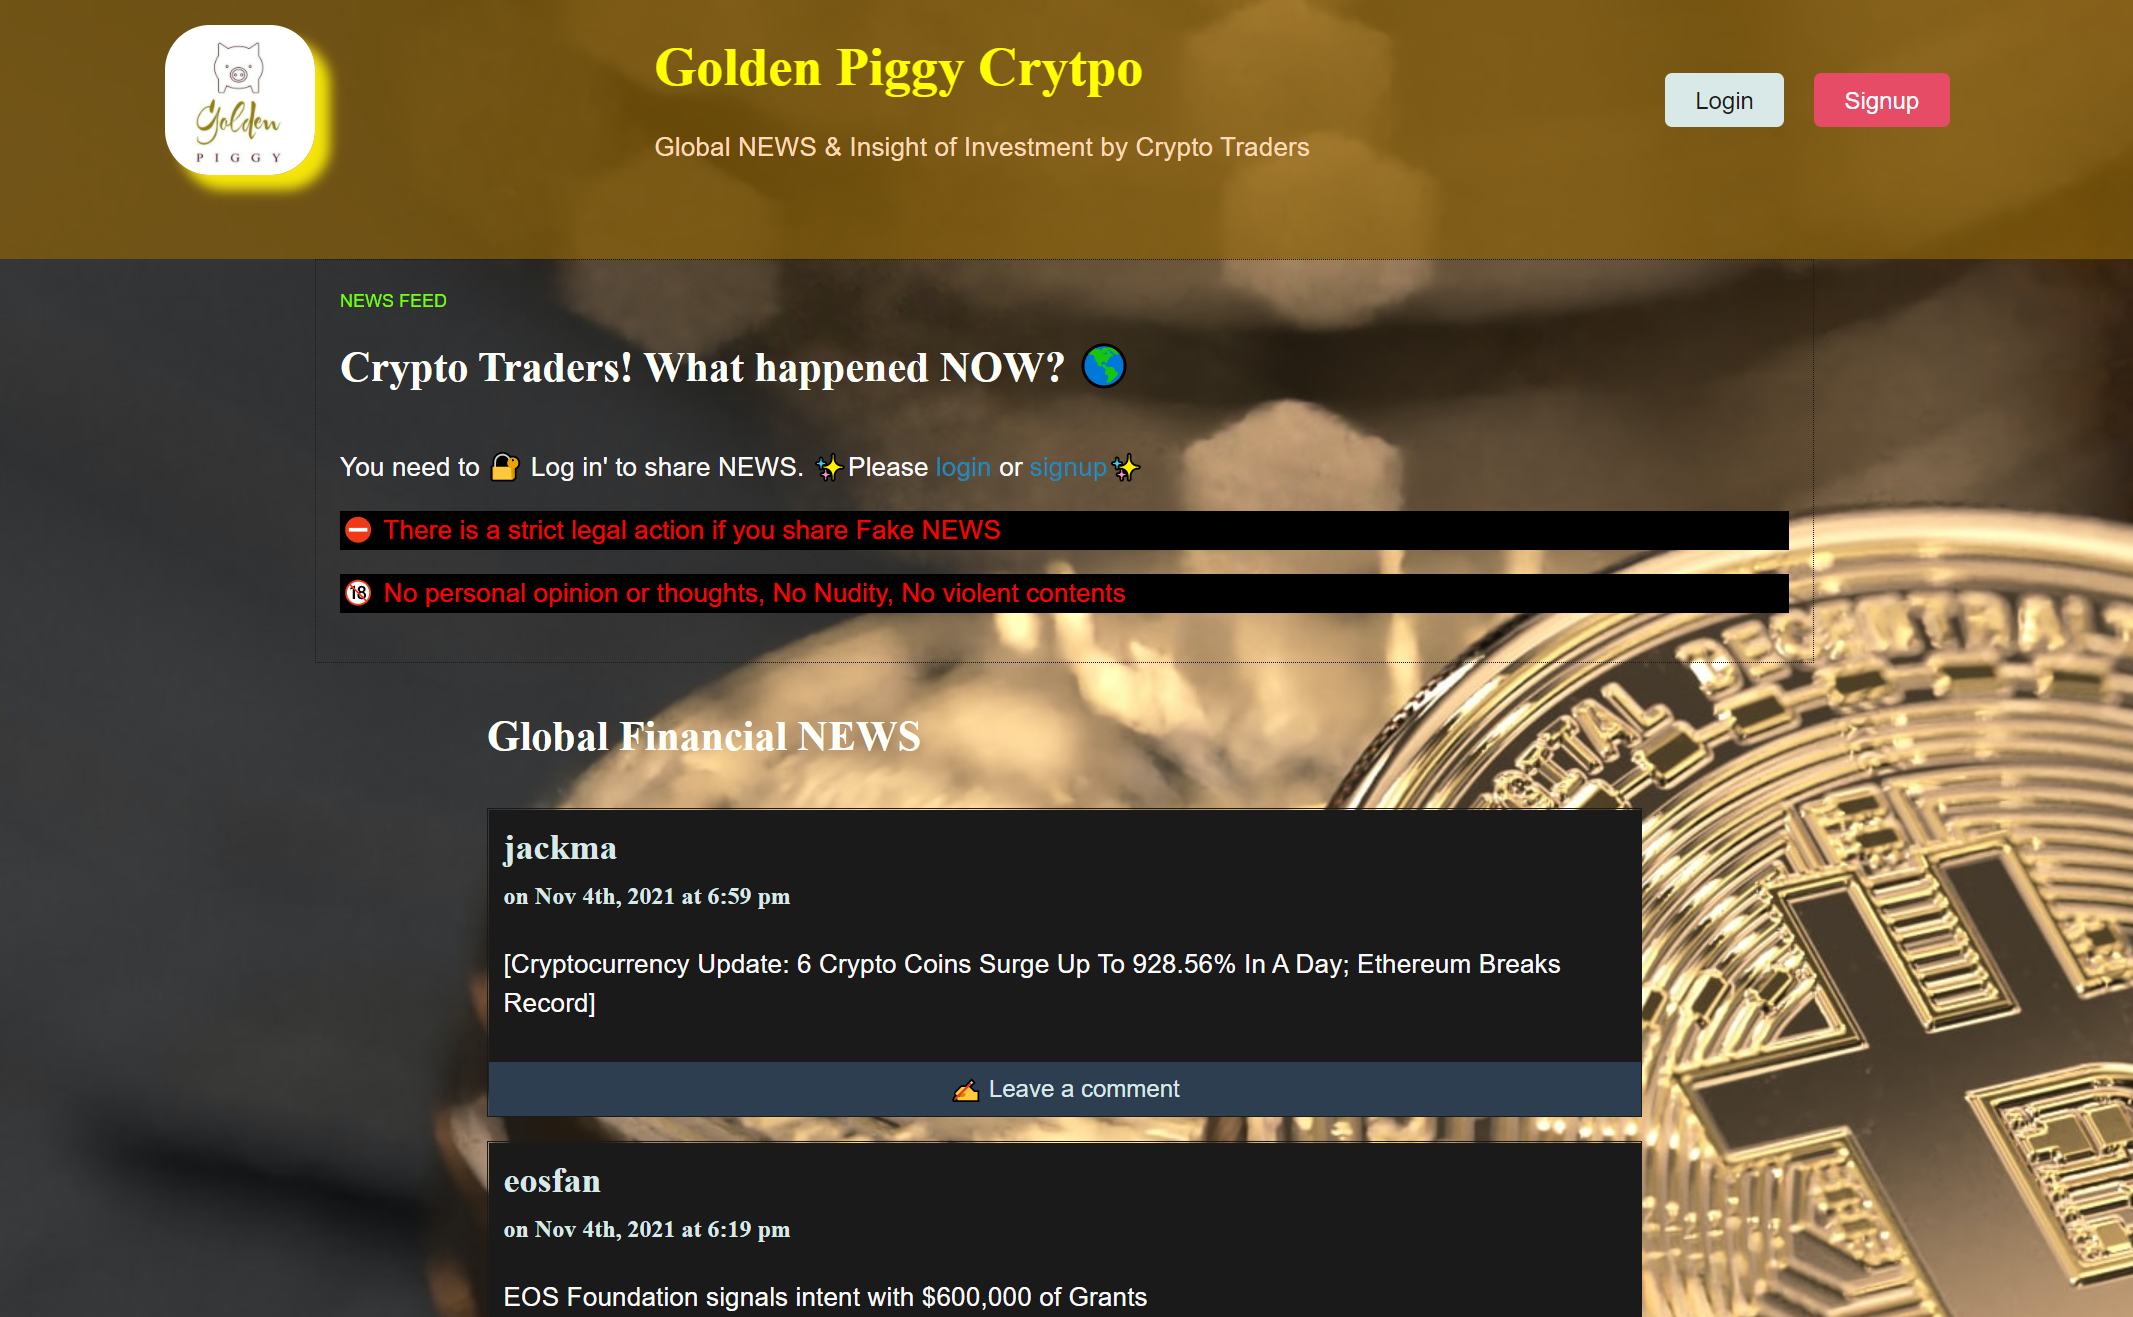 Golden
PIGGY
Golden Piggy Crytpo
Global NEWS & Insight of Investment by Crypto Traders
Login
Signup
NEWS FEED
Crypto Traders! What happened NOW? 🌎
You need to 🔐 Log in' to share NEWS. ✨Please login or signup✨
⛔ There is a strict legal action if you share Fake NEWS
🔞 No personal opinion or thoughts, No Nudity, No violent contents
Global Financial NEWS
jackma
on Nov 4th, 2021 at 6:59 pm
[Cryptocurrency Update: 6 Crypto Coins Surge Up To 928.56% In A Day; Ethereum Breaks
Record]
✍ Leave a comment
eosfan
on Nov 4th, 2021 at 6:19 pm
EOS Foundation signals intent with $600,000 of Grants